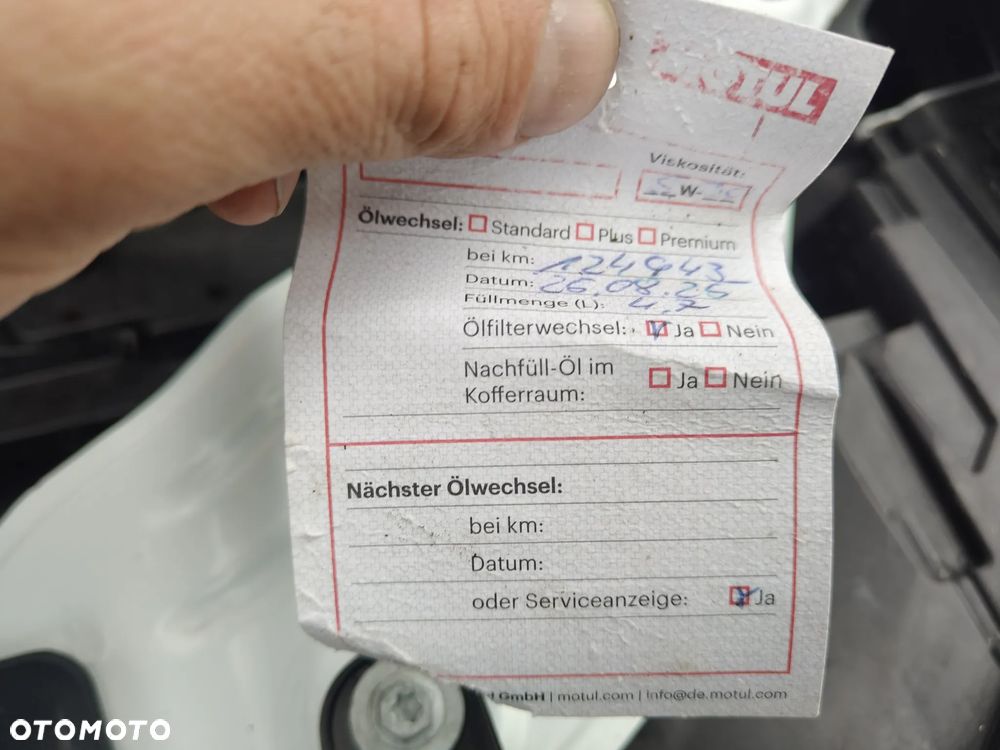 MOTUL
Viskosität:
W-
Ölwechsel: Standard Plus Premium
bei km: 124943
Datum: 26.08.25
Füllmenge (L): 4,7
Ölfilterwechsel: Ja Nein
Nachfüll-Öl im
Kofferraum: Ja Nein
Nächster Ölwechsel:
bei km:
Datum:
oder Serviceanzeige: Ja
GmbH | motul.com | info@de.motul.com
OTOMOTO